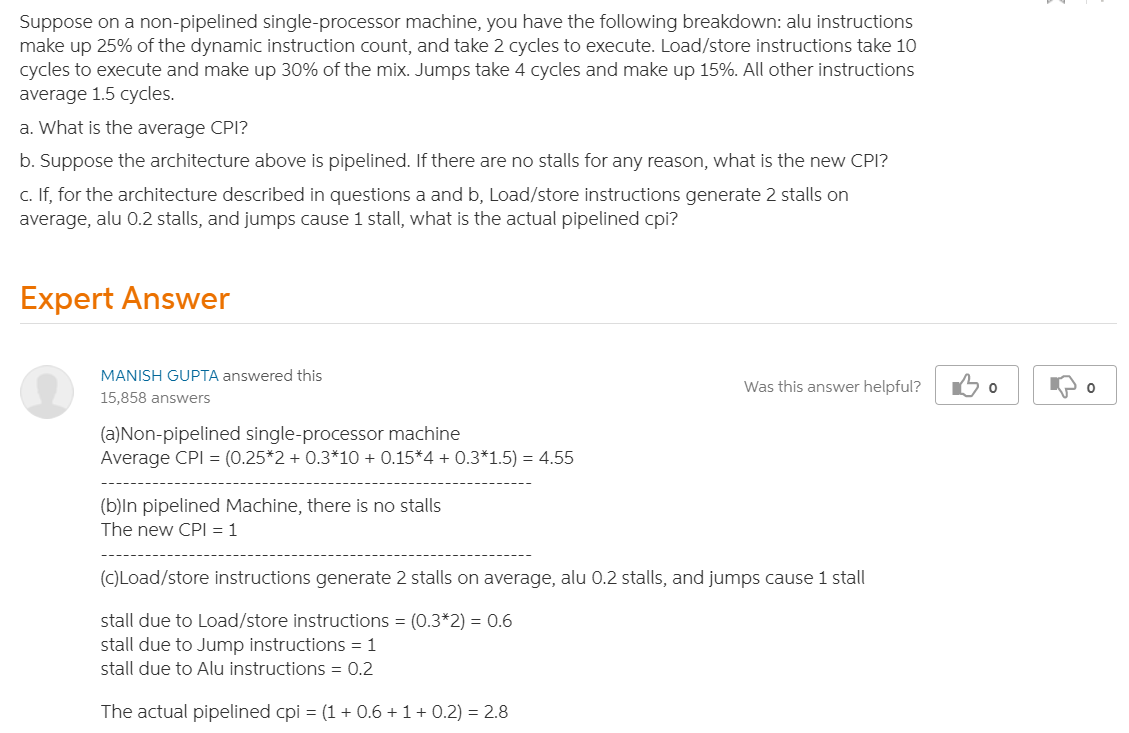 Suppose on a non-pipelined single-processor machine, you have the following breakdown: alu instructions
make up 25% of the dynamic instruction count, and take 2 cycles to execute. Load/store instructions take 10
cycles to execute and make up 30% of the mix. Jumps take 4 cycles and make up 15%. All other instructions
average 1.5 cycles.
a. What is the average CPI?
b. Suppose the architecture above is pipelined. If there are no stalls for any reason, what is the new CPI?
c. If, for the architecture described in questions a and b, Load/store instructions generate 2 stalls on
average, alu 0.2 stalls, and jumps cause 1 stall, what is the actual pipelined cpi?
Expert Answer
MANISH GUPTA answered this
15,858 answers
Was this answer helpful? 0 0
(a)Non-pipelined single-processor machine
Average CPI = (0.25*2 + 0.3*10 + 0.15*4 + 0.3*1.5) = 4.55
------------------------------------------------------------
(b)In pipelined Machine, there is no stalls
The new CPI = 1
------------------------------------------------------------
(c)Load/store instructions generate 2 stalls on average, alu 0.2 stalls, and jumps cause 1 stall
stall due to Load/store instructions = (0.3*2) = 0.6
stall due to Jump instructions = 1
stall due to Alu instructions = 0.2
The actual pipelined cpi = (1 + 0.6 + 1 + 0.2) = 2.8